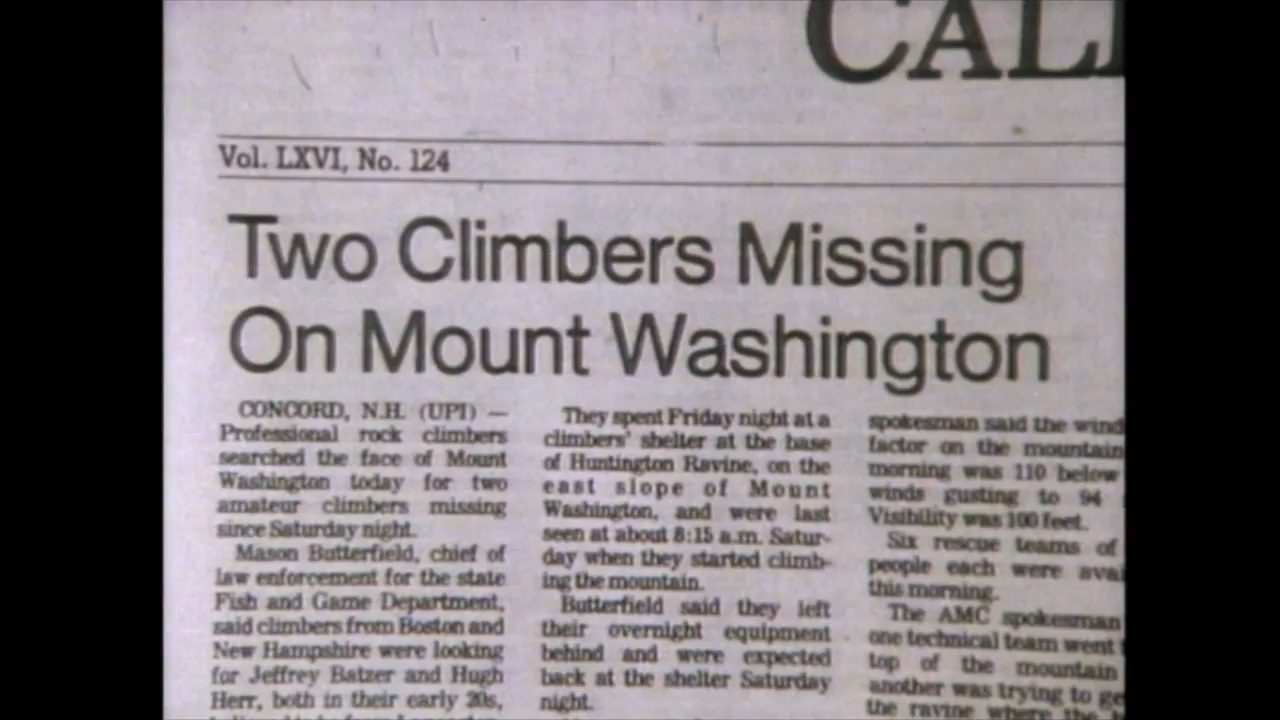 CAL
Vol. LXVI, No. 124
Two Climbers Missing
On Mount Washington
CONCORD, N.H. (UPI) —
Professional rock climbers
searched the face of Mount
Washington today for two
amateur climbers missing
since Saturday night.
Mason Butterfield, chief of
law enforcement for the state
Fish and Game Department,
said climbers from Boston and
New Hampshire were looking
for Jeffrey Batzer and Hugh
Herr, both in their early 20s,
They spent Friday night at a
climbers' shelter at the base
of Huntington Ravine, on the
east slope of Mount
Washington, and were last
seen at about 8:15 a.m. Satur-
day when they started climb-
ing the mountain.
Butterfield said they left
their overnight equipment
behind and were expected
back at the shelter Saturday
night.
spokesman said the wind
factor on the mountain
morning was 110 below
winds gusting to 94
Visibility was 100 feet.
Six rescue teams of
people each were avai
this morning.
The AMC spokesman
one technical team went
top of the mountain
another was trying to ge
the ravine where the